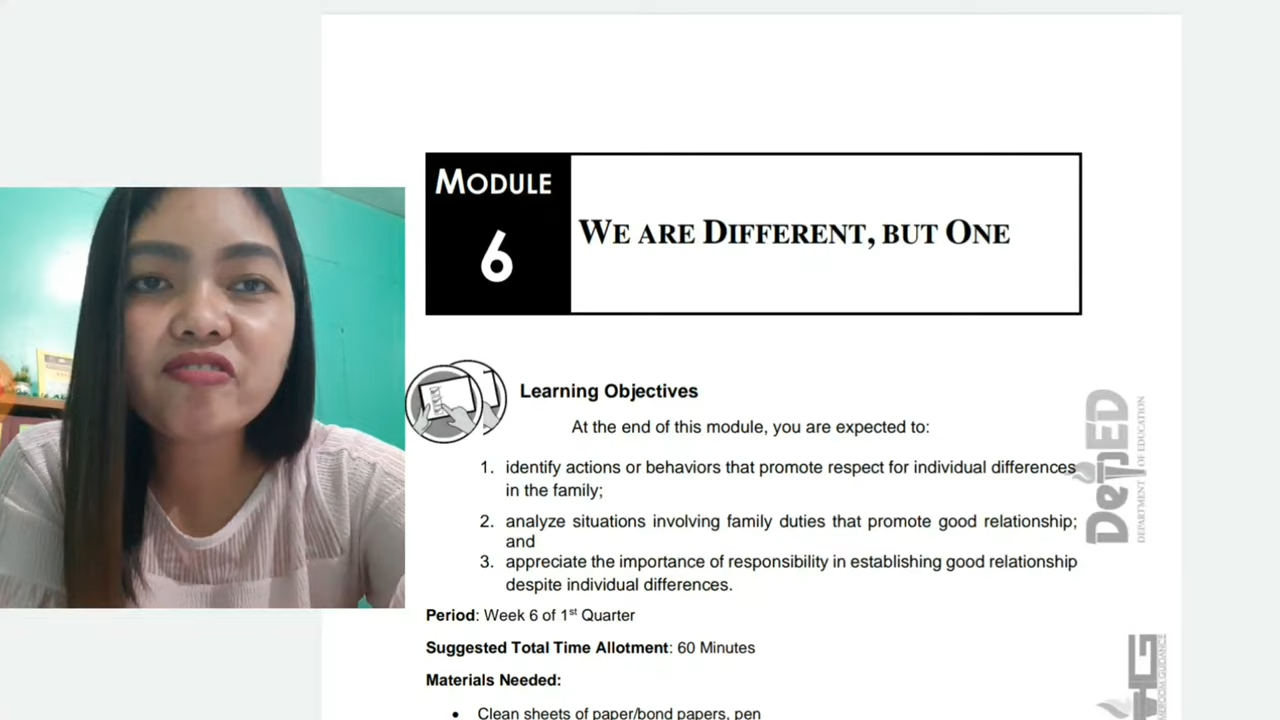 MODULE
6
WE ARE DIFFERENT, BUT ONE
Learning Objectives
At the end of this module, you are expected to:
1. identify actions or behaviors that promote respect for individual differences
in the family;
2. analyze situations involving family duties that promote good relationship;
and
3. appreciate the importance of responsibility in establishing good relationship
despite individual differences.
Period: Week 6 of 1st Quarter
Suggested Total Time Allotment: 60 Minutes
Materials Needed:
• Clean sheets of paper/bond papers, pen
DepED
DEPARTMENT OF EDUCATION
HG